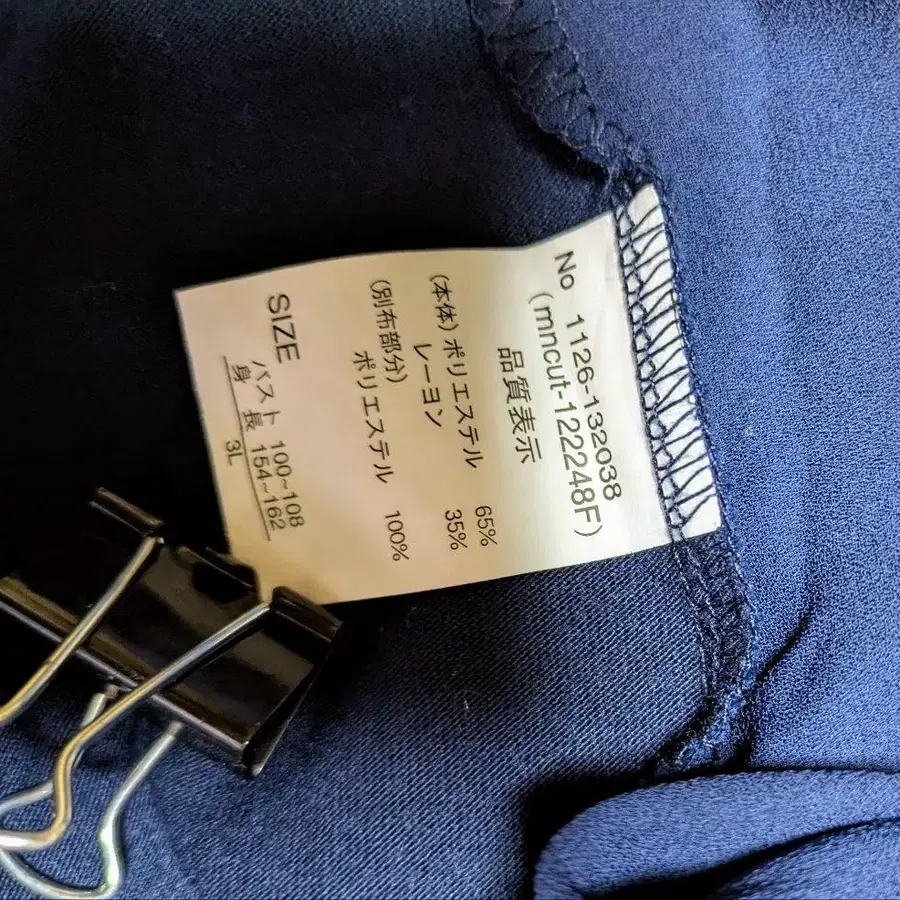 No 1126-132038
(mncut-122248F)
品質表示
(本体) ポリエステル 65%
レーヨン 35%
(別布部分)
ポリエステル 100%
SIZE
バスト 100~108
身長 154~162
3L